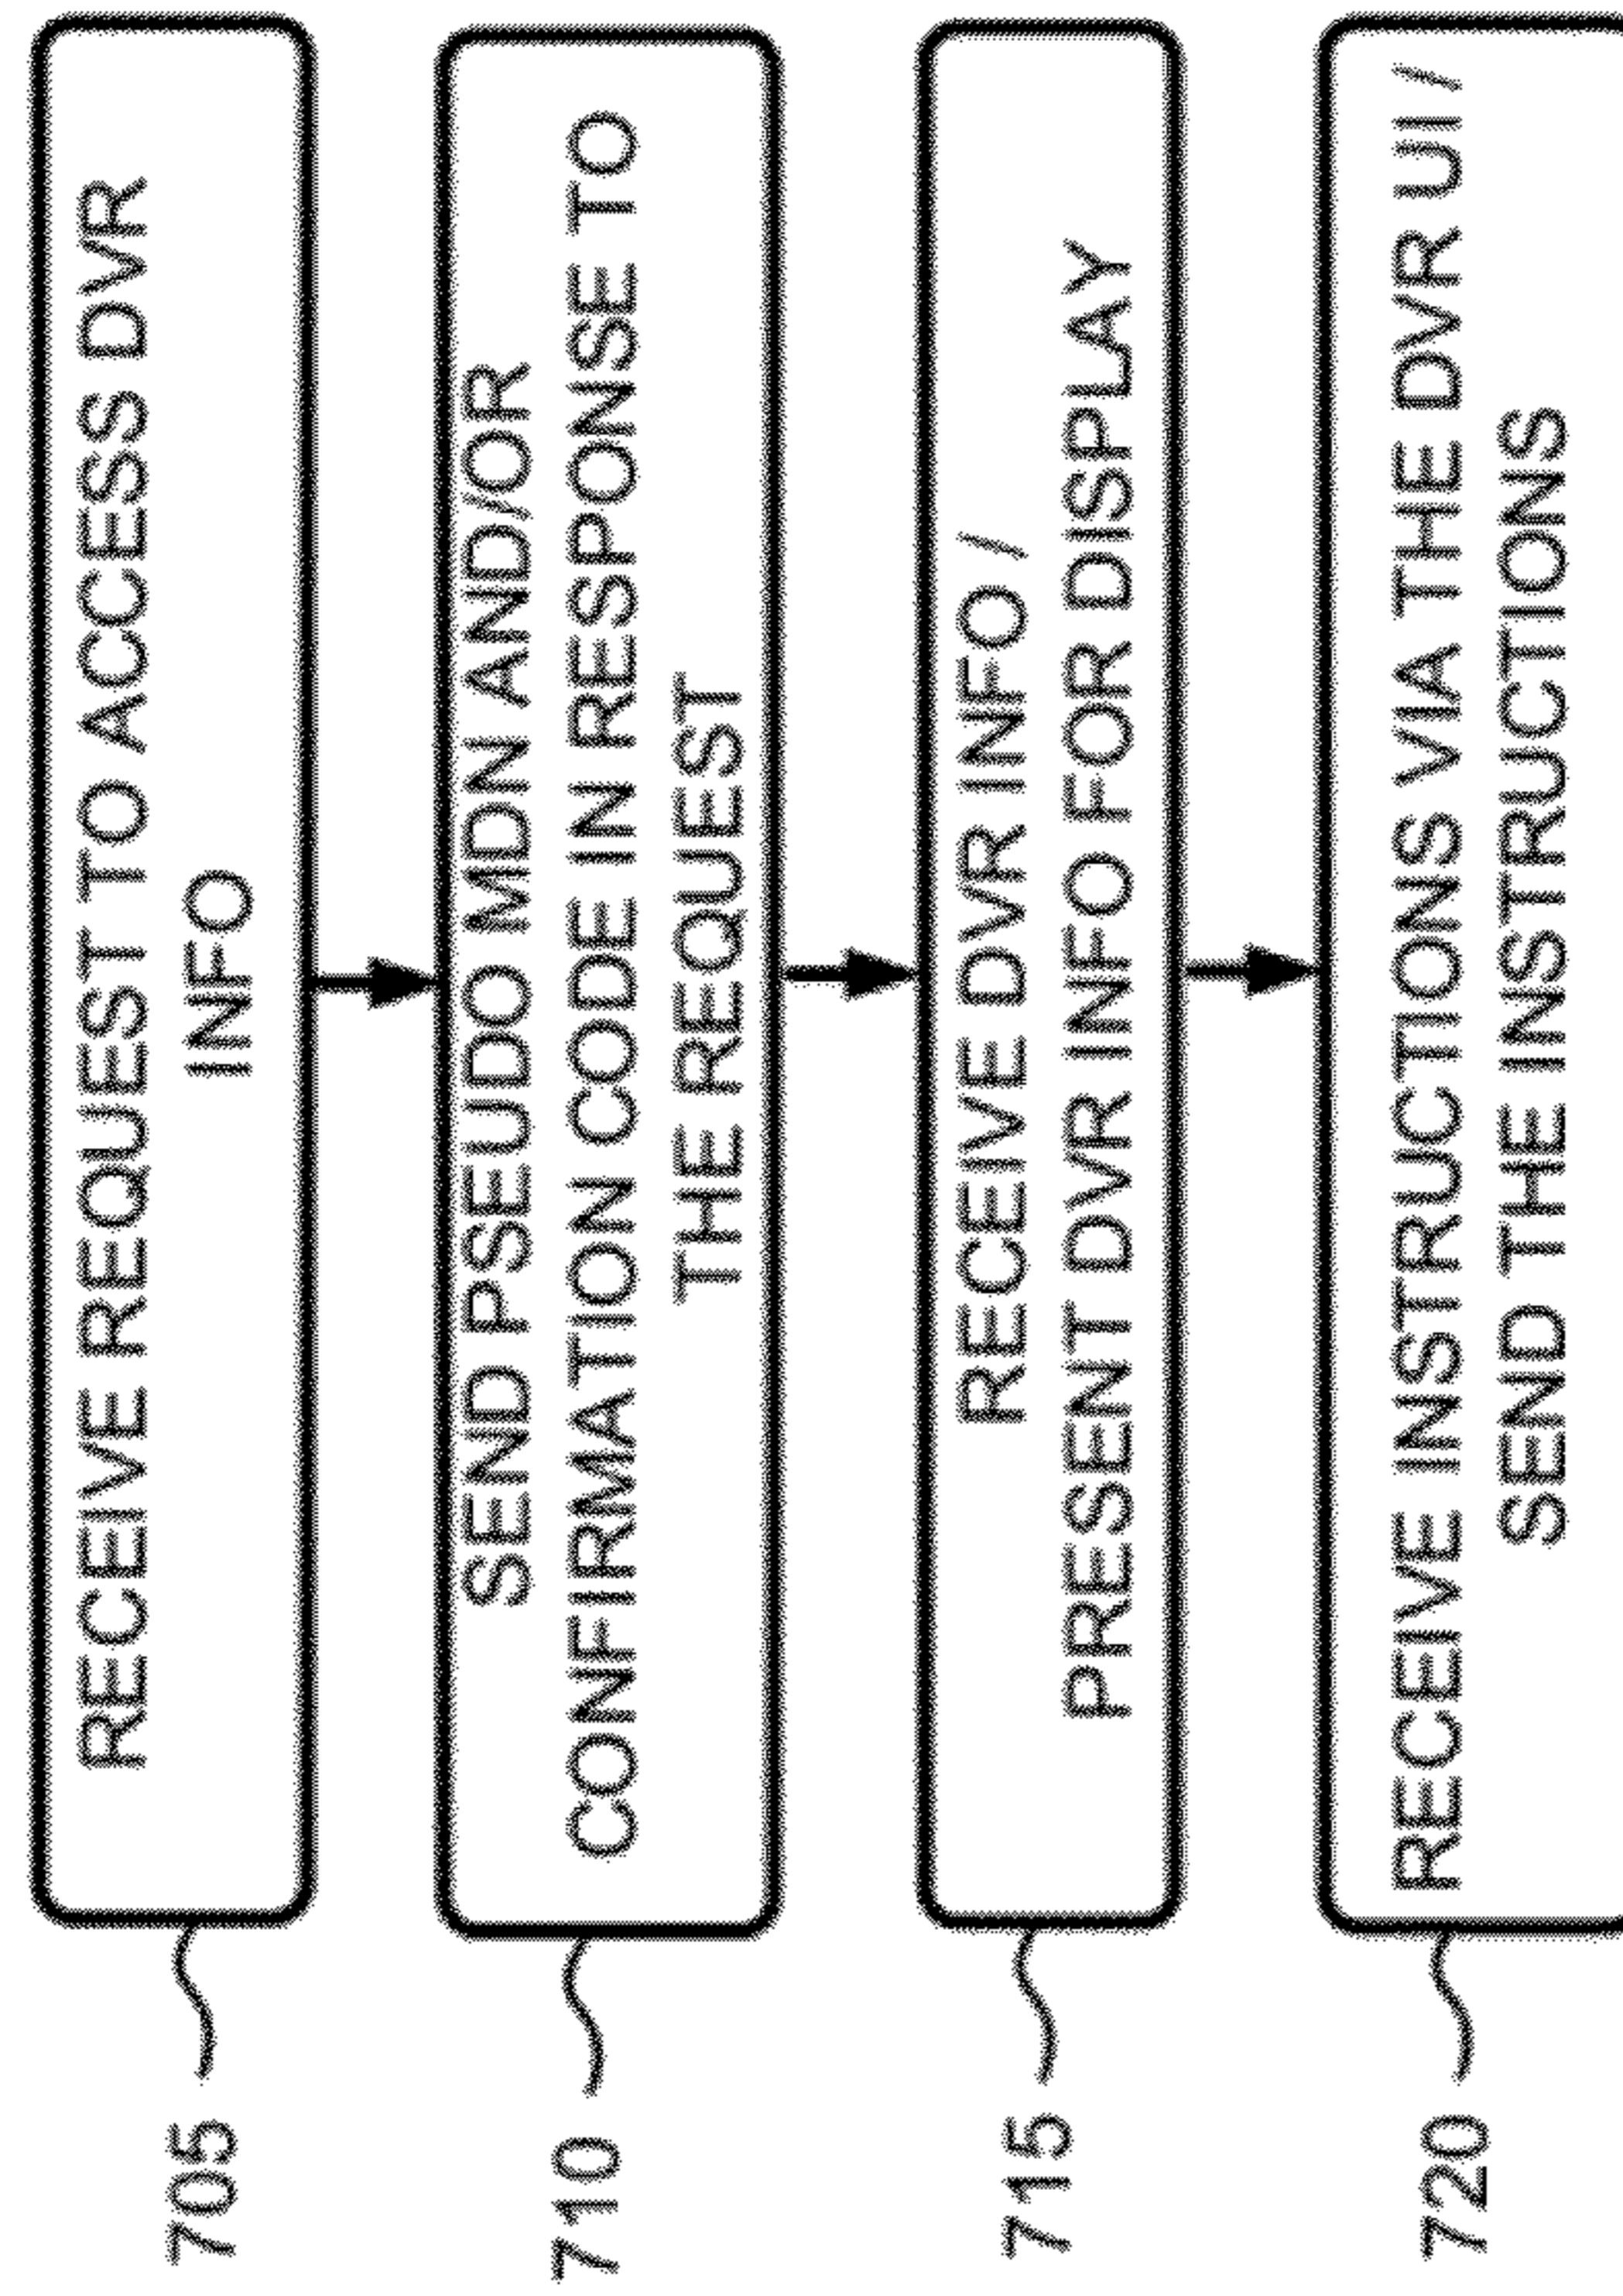 705
RECEIVE REQUEST TO ACCESS DVR
INFO
710
SEND PSEUDO MDN AND/OR
CONFIRMATION CODE IN RESPONSE TO
THE REQUEST
715
RECEIVE DVR INFO /
PRESENT DVR INFO FOR DISPLAY
720
RECEIVE INSTRUCTIONS VIA THE DVR UI /
SEND THE INSTRUCTIONS